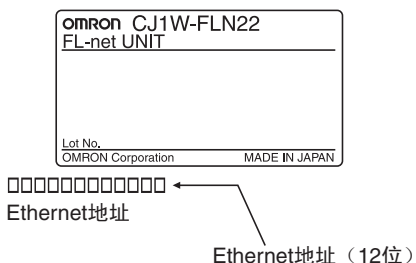 OMRON CJ1W-FLN22
FL-net UNIT
Lot No.
OMRON Corporation MADE IN JAPAN
□□□□□□□□□□□□
Ethernet地址
Ethernet地址（12位）